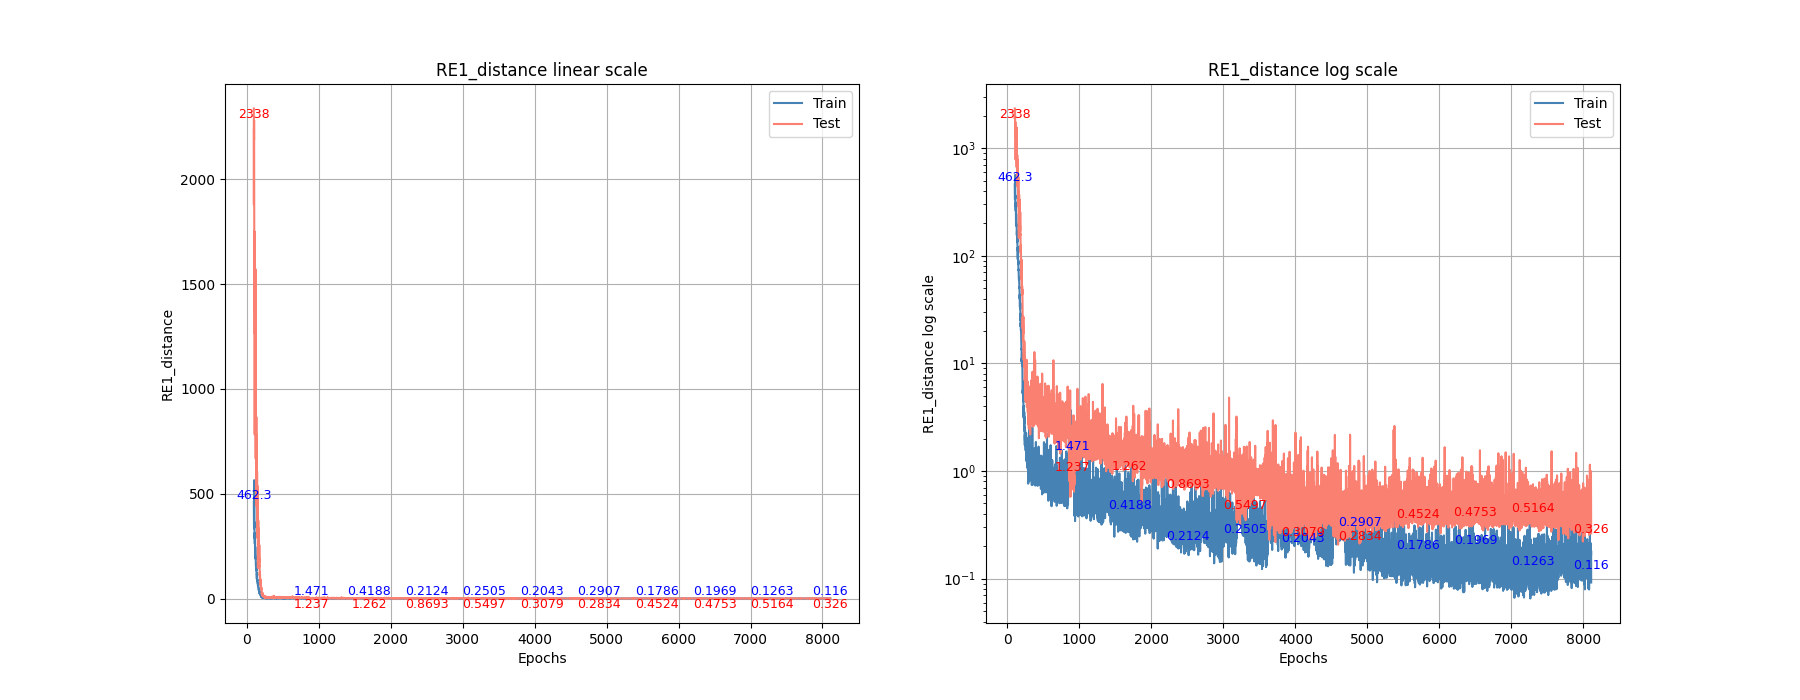 RE1_distance linear scale
Train
Test
2338
462.3
RE1_distance
2000
1500
1000
500
0
1.471 0.4188 0.2124 0.2505 0.2043 0.2907 0.1786 0.1969 0.1263 0.116
1.237 1.262 0.8693 0.5497 0.3079 0.2834 0.4524 0.4753 0.5164 0.326
0 1000 2000 3000 4000 5000 6000 7000 8000
Epochs
RE1_distance log scale
Train
Test
2338
462.3
RE1_distance log scale
10³
10²
10¹
10⁰
10⁻¹
1.471
1.237 1.262
0.8693
0.4188
0.5497
0.2124 0.2505
0.3079
0.2043
0.2907
0.2834
0.4524 0.4753 0.5164
0.326
0.1786 0.1969
0.1263 0.116
0 1000 2000 3000 4000 5000 6000 7000 8000
Epochs